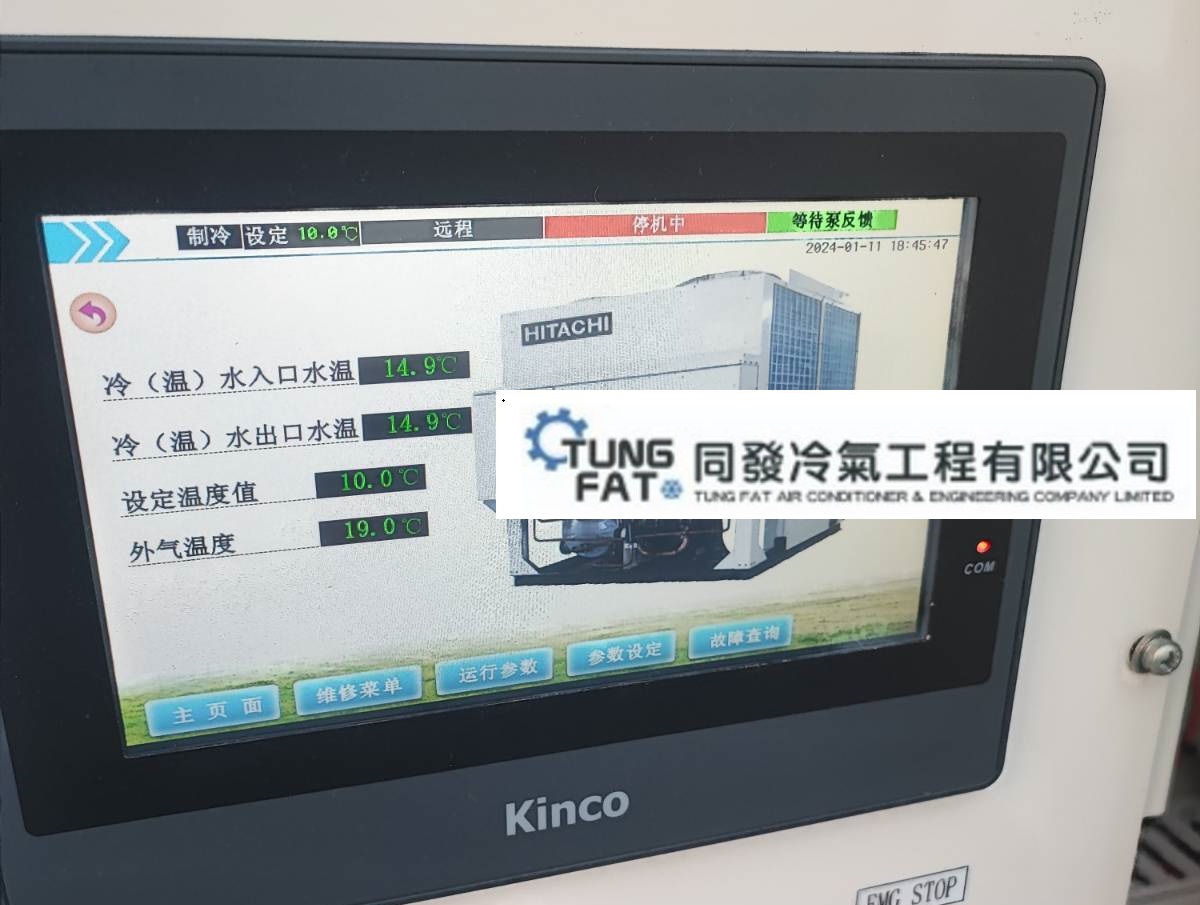 制冷 设定 10.0℃ 远程 停机中 等待泵反馈
2024-01-11 18:45:47
HITACHI
冷（温）水入口水温 14.9℃
冷（温）水出口水温 14.9℃
设定温度值 10.0℃
外气温度 19.0℃
TUNG FAT
同發冷氣工程有限公司
TUNG FAT AIR CONDITIONER & ENGINEERING COMPANY LIMITED
COM
主页面 维修菜单 运行参数 参数设定 故障查询
Kinco
EMG STOP